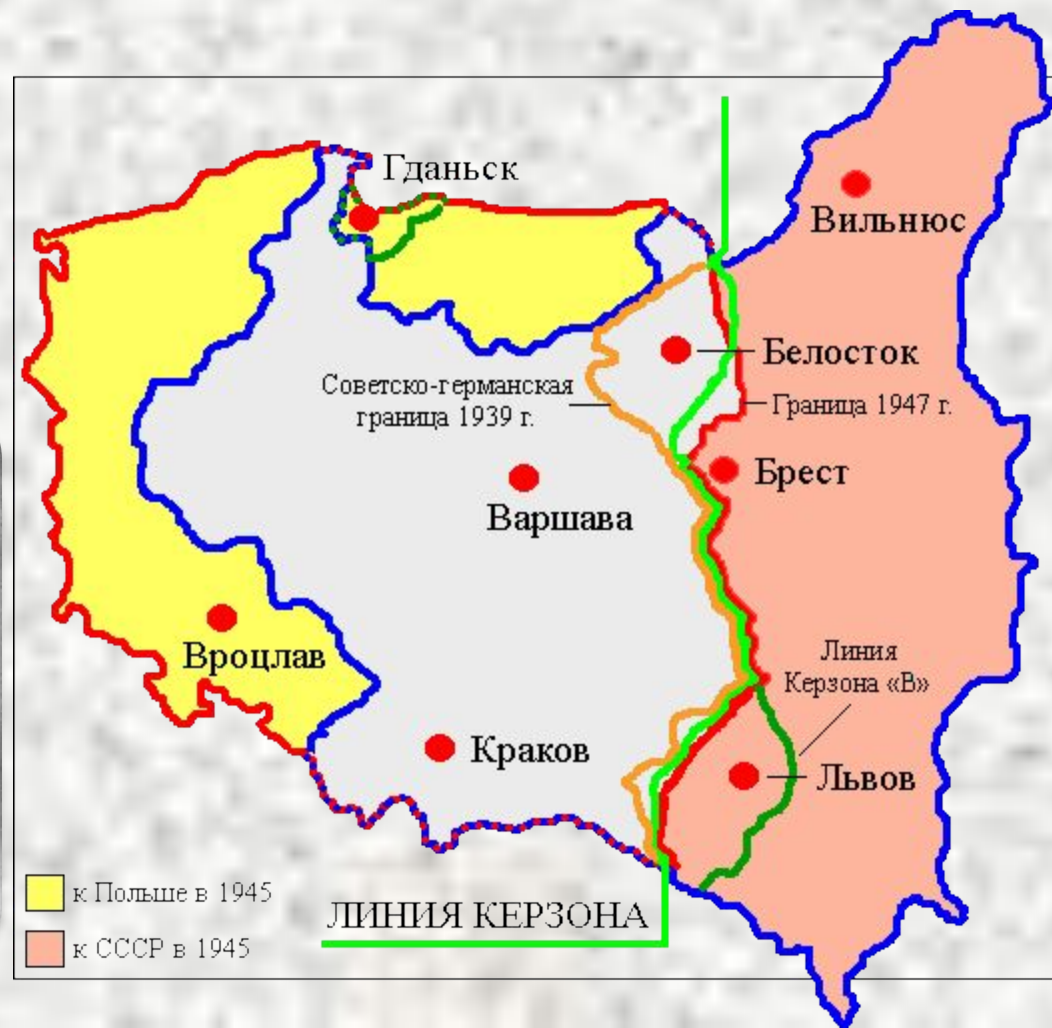 Гданьск
Вильнюс
Белосток
Советско-германская
граница 1939 г.
Граница 1947 г.
Брест
Варшава
Вроцлав
Линия
Керзона «В»
Краков
Львов
к Польше в 1945
ЛИНИЯ КЕРЗОНА
к СССР в 1945